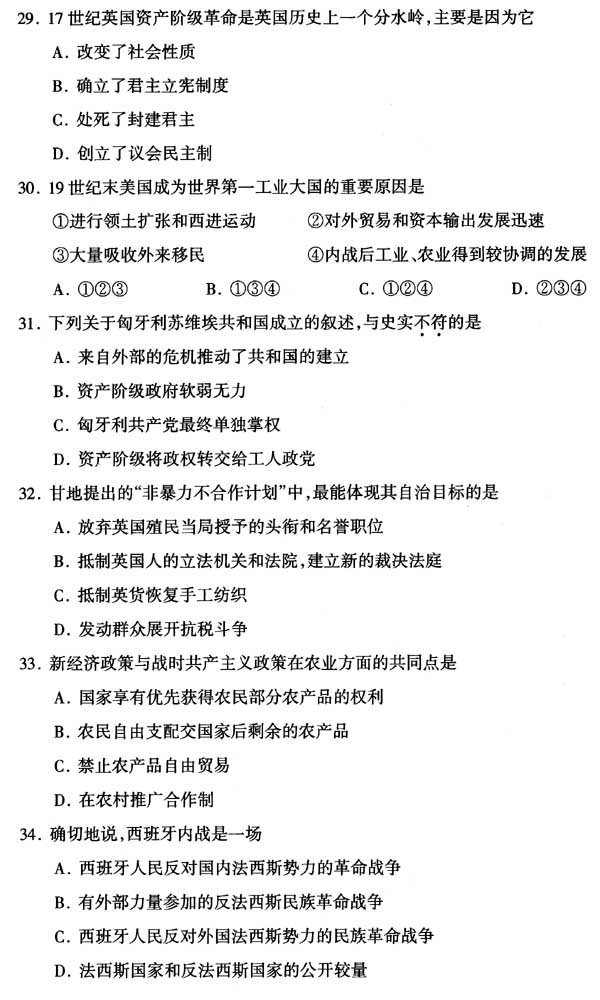 29. 17世纪英国资产阶级革命是英国历史上一个分水岭,主要是因为它
A. 改变了社会性质
B. 确立了君主立宪制度
C. 处死了封建君主
D. 创立了议会民主制
30. 19世纪末美国成为世界第一工业大国的重要原因是
①进行领土扩张和西进运动 ②对外贸易和资本输出发展迅速
③大量吸收外来移民 ④内战后工业、农业得到较协调的发展
A. ①②③ B. ①③④ C. ①②④ D. ②③④
31. 下列关于匈牙利苏维埃共和国成立的叙述,与史实不符的是
A. 来自外部的危机推动了共和国的建立
B. 资产阶级政府软弱无力
C. 匈牙利共产党最终单独掌权
D. 资产阶级将政权转交给工人政党
32. 甘地提出的“非暴力不合作计划”中,最能体现其自治目标的是
A. 放弃英国殖民当局授予的头衔和名誉职位
B. 抵制英国人的立法机关和法院,建立新的裁决法庭
C. 抵制英货恢复手工纺织
D. 发动群众展开抗税斗争
33. 新经济政策与战时共产主义政策在农业方面的共同点是
A. 国家享有优先获得农民部分农产品的权利
B. 农民自由支配交国家后剩余的农产品
C. 禁止农产品自由贸易
D. 在农村推广合作制
34. 确切地说,西班牙内战是一场
A. 西班牙人民反对国内法西斯势力的革命战争
B. 有外部力量参加的反法西斯民族革命战争
C. 西班牙人民反对外国法西斯势力的民族革命战争
D. 法西斯国家和反法西斯国家的公开较量